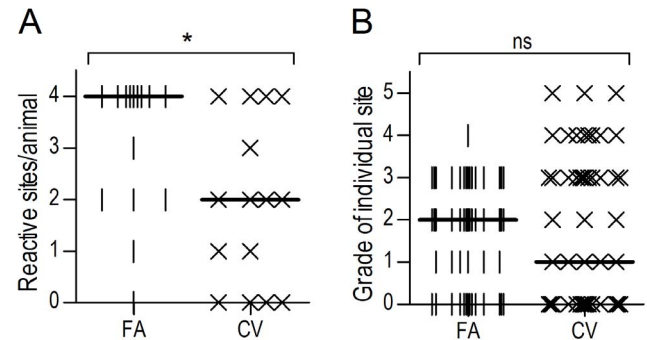 A
*
Reactive sites/animal
4
3
2
1
0
FA CV
B
ns
Grade of individual site
5
4
3
2
1
0
FA CV